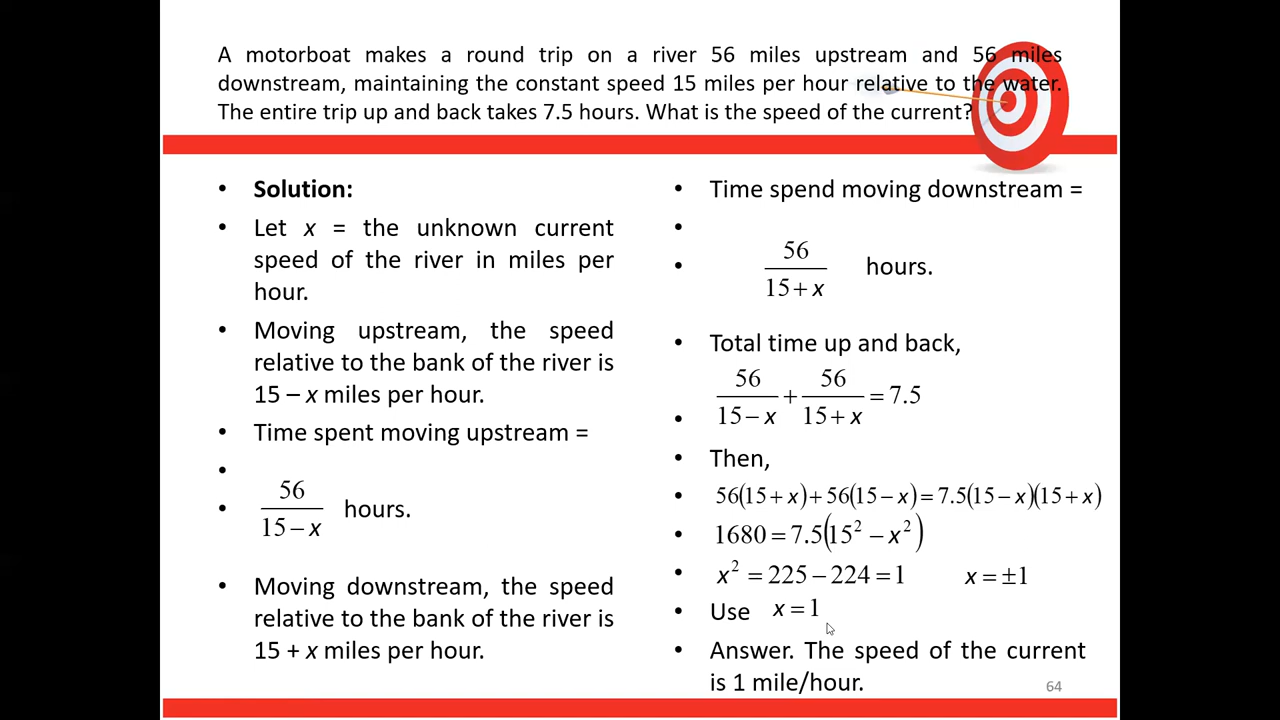 A motorboat makes a round trip on a river 56 miles upstream and 56 miles
downstream, maintaining the constant speed 15 miles per hour relative to the water.
The entire trip up and back takes 7.5 hours. What is the speed of the current?
• Solution:
• Let x = the unknown current
speed of the river in miles per
hour.
• Moving upstream, the speed
relative to the bank of the river is
15 – x miles per hour.
• Time spent moving upstream =
•
• 56/(15 – x) hours.
• Moving downstream, the speed
relative to the bank of the river is
15 + x miles per hour.
• Time spend moving downstream =
•
• 56/(15 + x) hours.
• Total time up and back,
• 56/(15 – x) + 56/(15 + x) = 7.5
• Then,
• 56(15 + x) + 56(15 – x) = 7.5(15 – x)(15 + x)
• 1680 = 7.5(15² – x²)
• x² = 225 – 224 = 1 x = ±1
• Use x = 1
• Answer. The speed of the current
is 1 mile/hour.
64